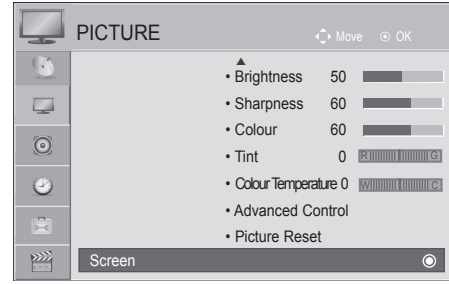 PICTURE Move ⊙ OK
▲
• Brightness 50
• Sharpness 60
• Colour 60
• Tint 0 R G
• Colour Temperature 0 W C
• Advanced Control
• Picture Reset
Screen